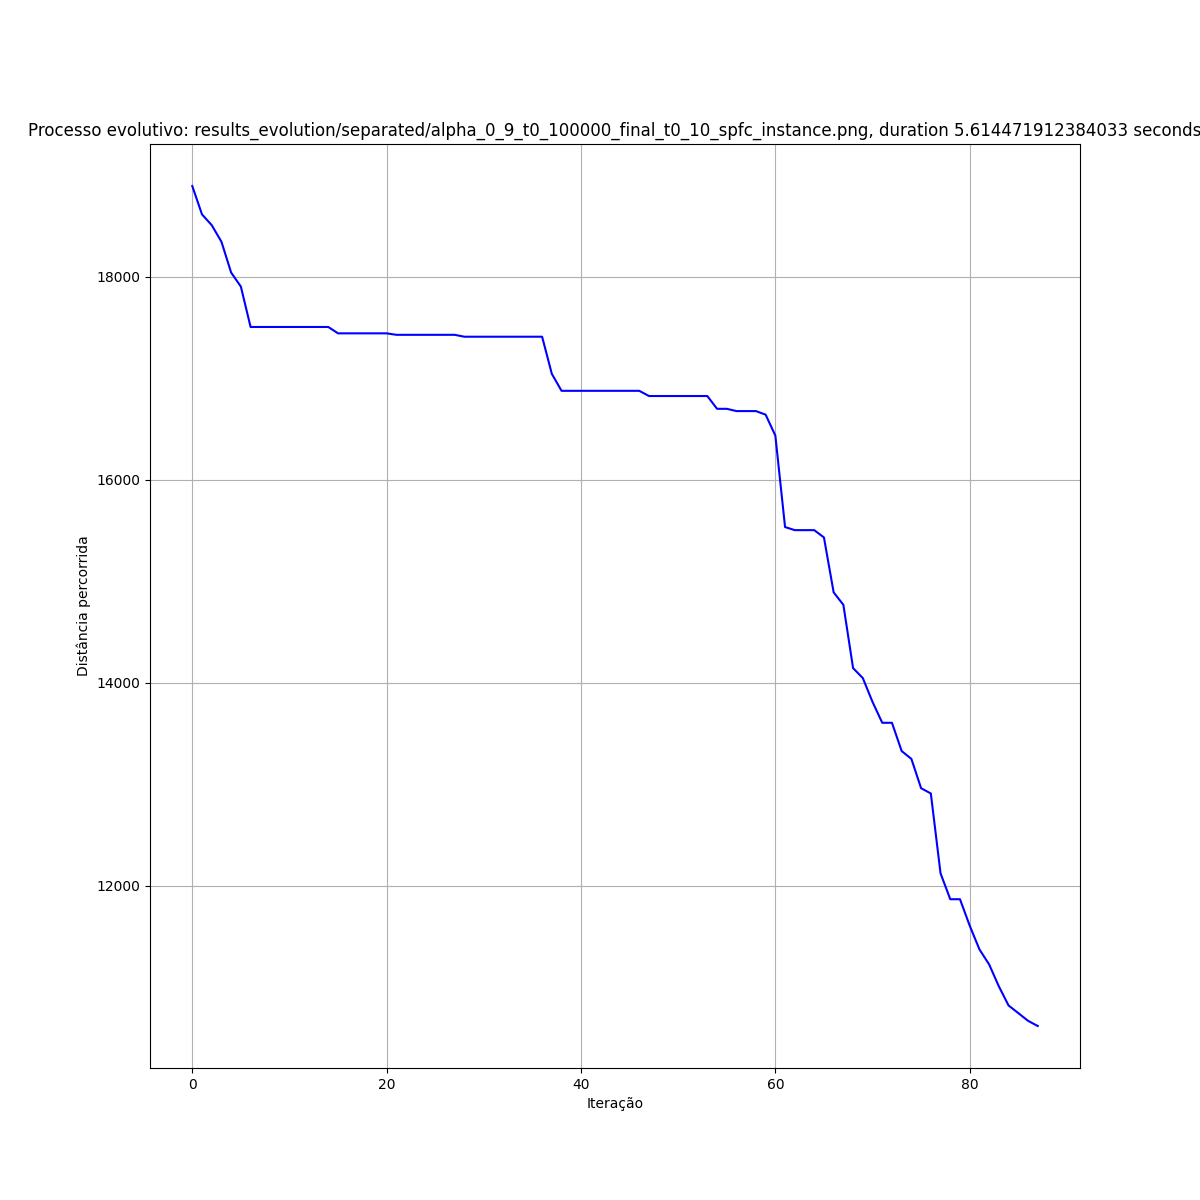 Processo evolutivo: results_evolution/separated/alpha_0_9_t0_100000_final_t0_10_spfc_instance.png, duration 5.614471912384033 seconds
18000
16000
14000
12000
Distância percorrida
0 20 40 60 80
Iteração